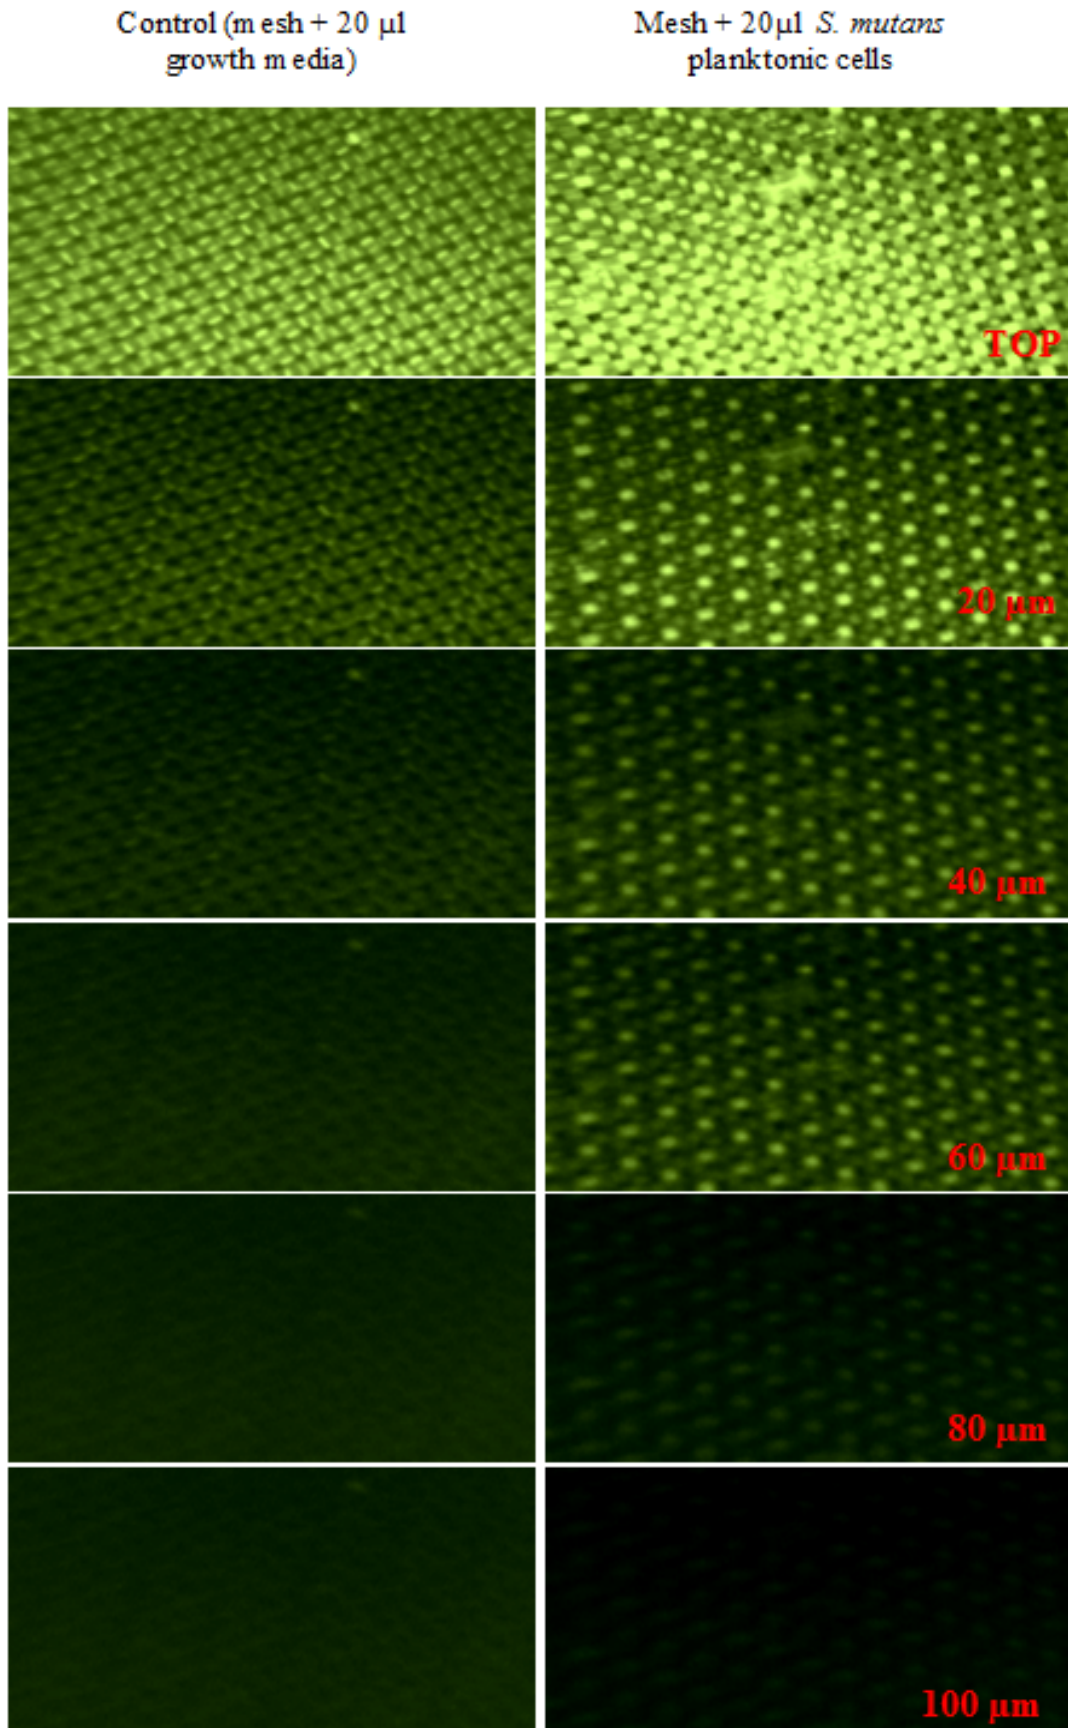 Control (mesh + 20 µl
growth media)
Mesh + 20µl S. mutans
planktonic cells
TOP
20 µm
40 µm
60 µm
80 µm
100 µm